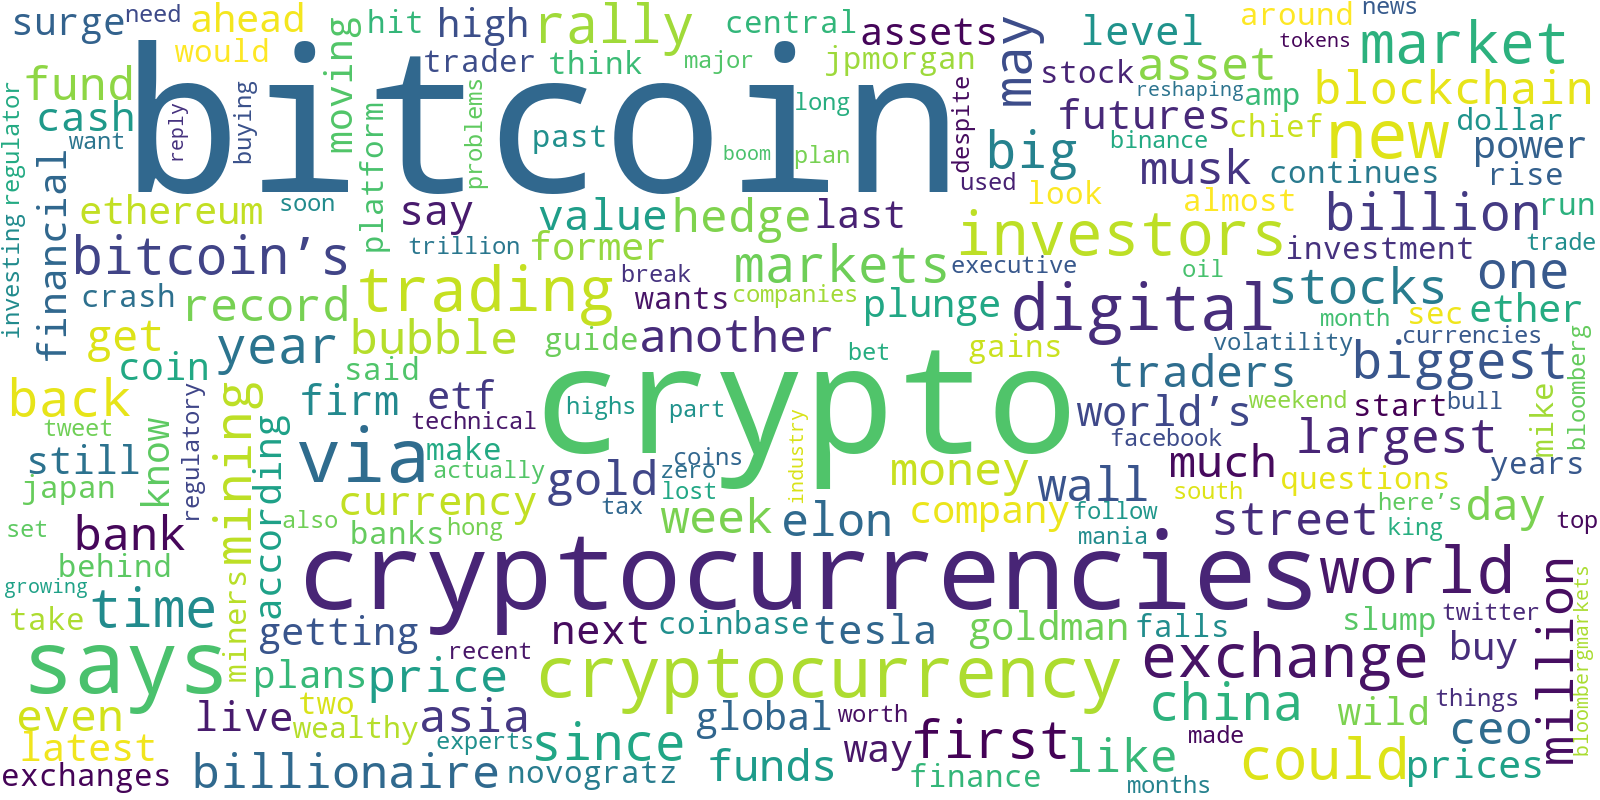 surge
need
ahead
would
hit
high
rally
central
assets
may
level
around
news
tokens
market
fund
cash
want
reply
buying
moving
bitcoin
trader
think
major
jpmorgan
long
past
boom
plan
problems
platform
despite
stock
asset
reshaping
amp
blockchain
futures
chief
new
dollar
power
binance
big
musk
continues
rise
used
look
almost
billion
run
investing
regulator
financial
ethereum
soon
say
value
hedge
last
investors
investment
trade
bitcoin’s
trillion
former
markets
executive
oil
stocks
one
crash
record
trading
break
wants
companies
plunge
digital
month
sec
ether
get
year
bubble
guide
another
bet
gains
volatility
currencies
coin
said
crypto
traders
biggest
bloomberg
back
tweet
mining
regulatory
firm
etf
highs
part
technical
world’s
weekend
start
bull
mike
still
know
according
via
make
actually
gold
zero
coins
industry
money
wall
facebook
much
largest
years
japan
currency
lost
tax
south
questions
here’s
day
set
bank
also
banks
hong
week
elon
company
follow
mania
street
king
top
behind
growing
miners
cryptocurrencies
world
million
bloombergmarkets
take
time
getting
next
recent
coinbase
tesla
goldman
falls
slump
twitter
says
plans
price
cryptocurrency
exchange
buy
even
live
two
wealthy
asia
global
worth
china
wild
things
ceo
latest
experts
since
way
first
made
like
could
prices
exchanges
billionaire
novogratz
funds
finance
months